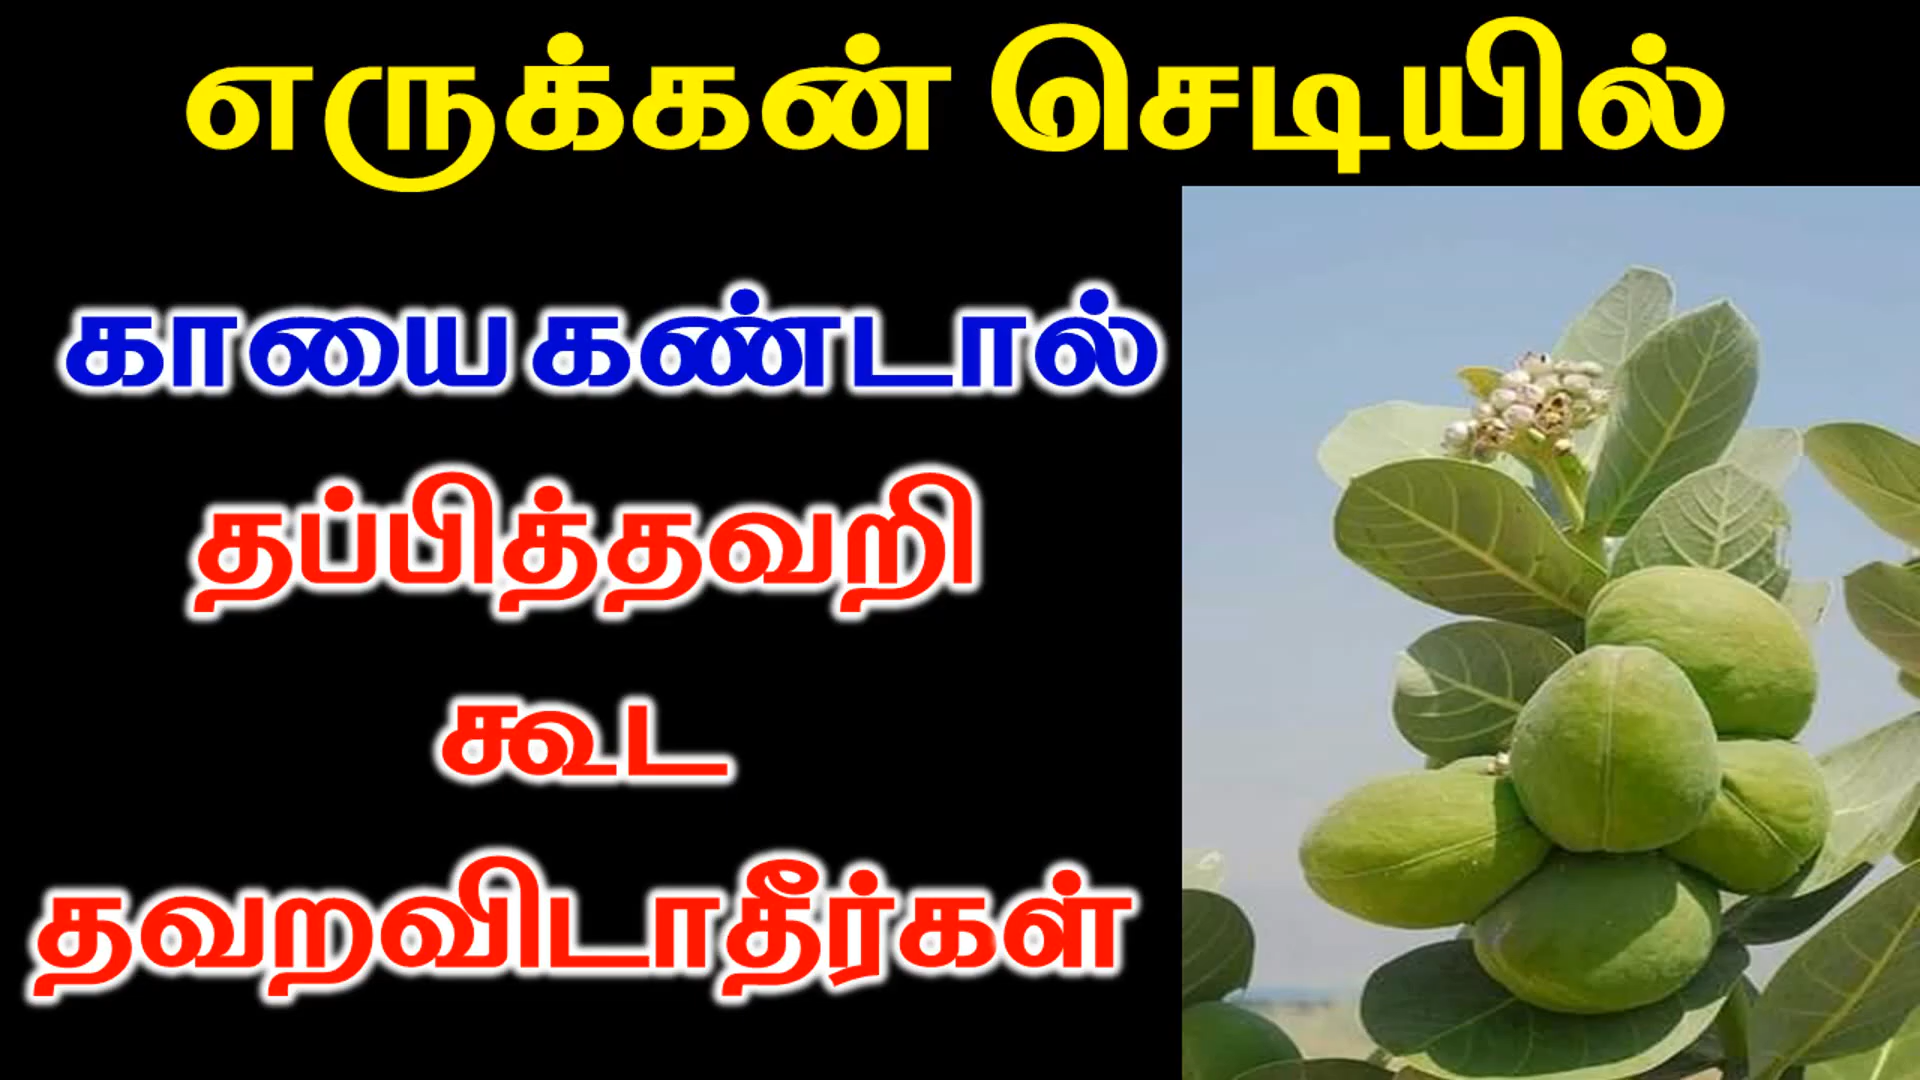 எருக்கன் செடியில்
காயை கண்டால்
தப்பித்தவறி
கூட
தவறவிடாதீர்கள்